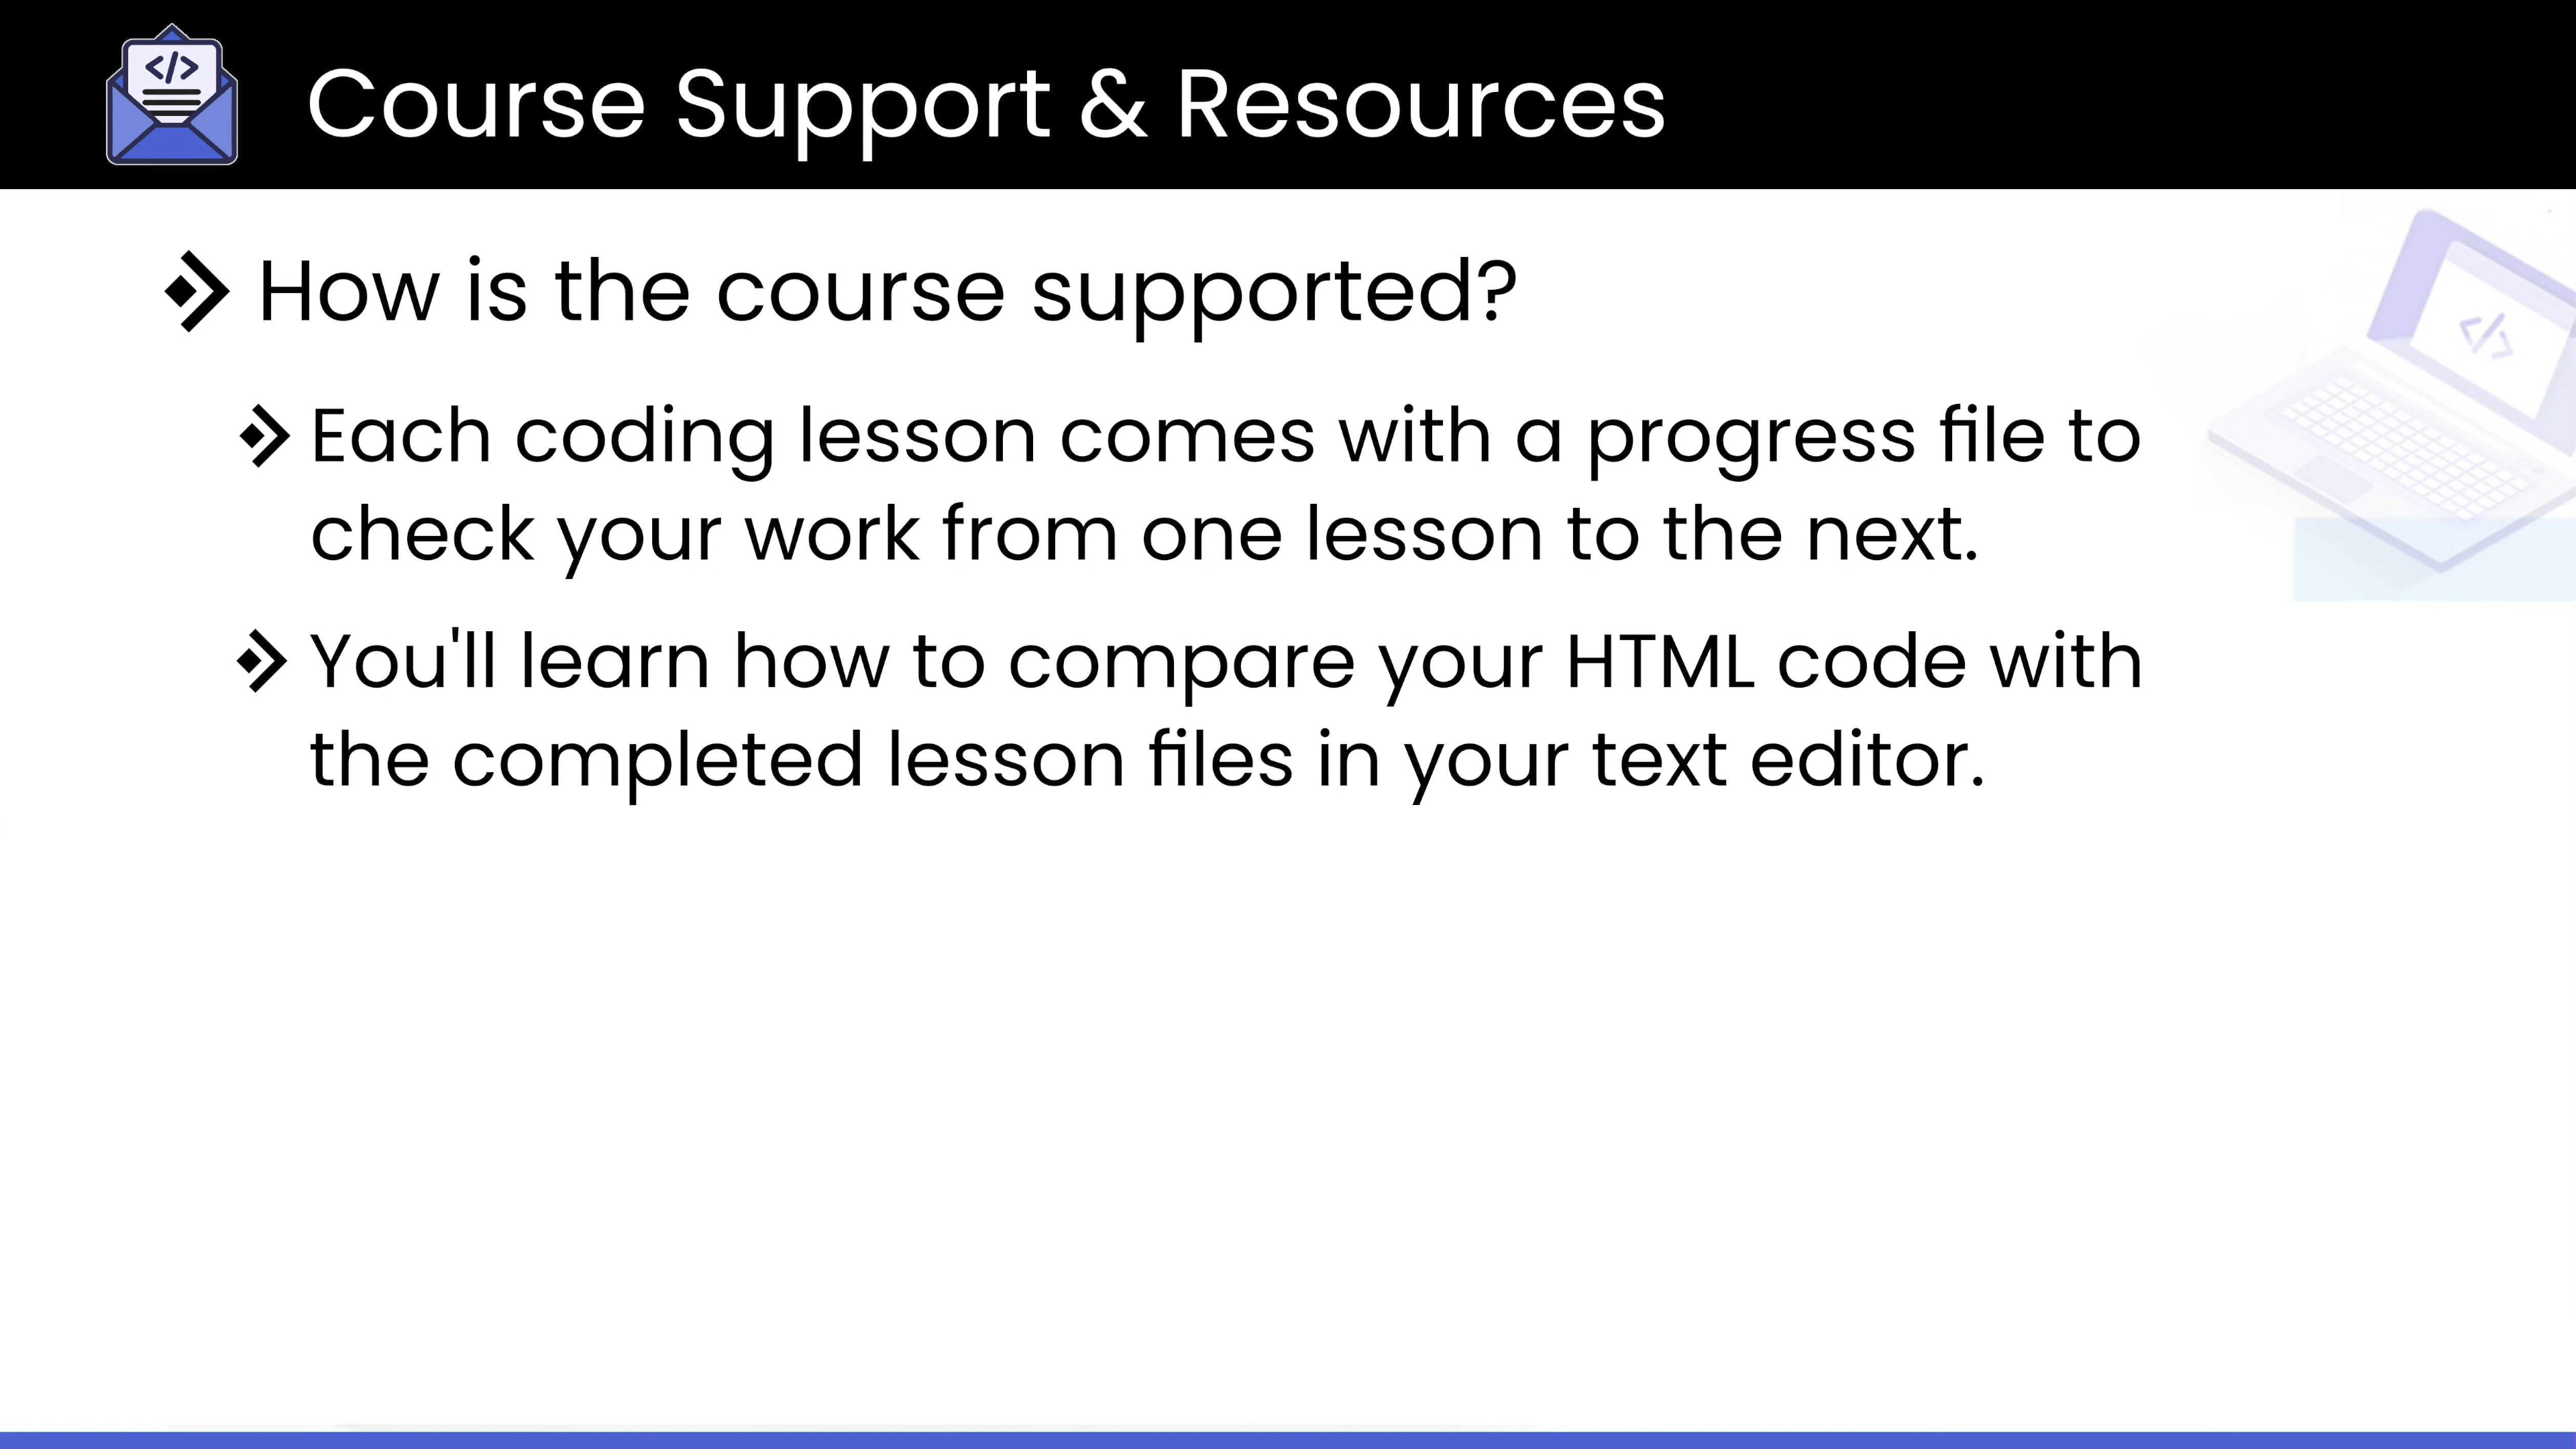 </>
Course Support & Resources
How is the course supported?
Each coding lesson comes with a progress file to
check your work from one lesson to the next.
You'll learn how to compare your HTML code with
the completed lesson files in your text editor.
</>